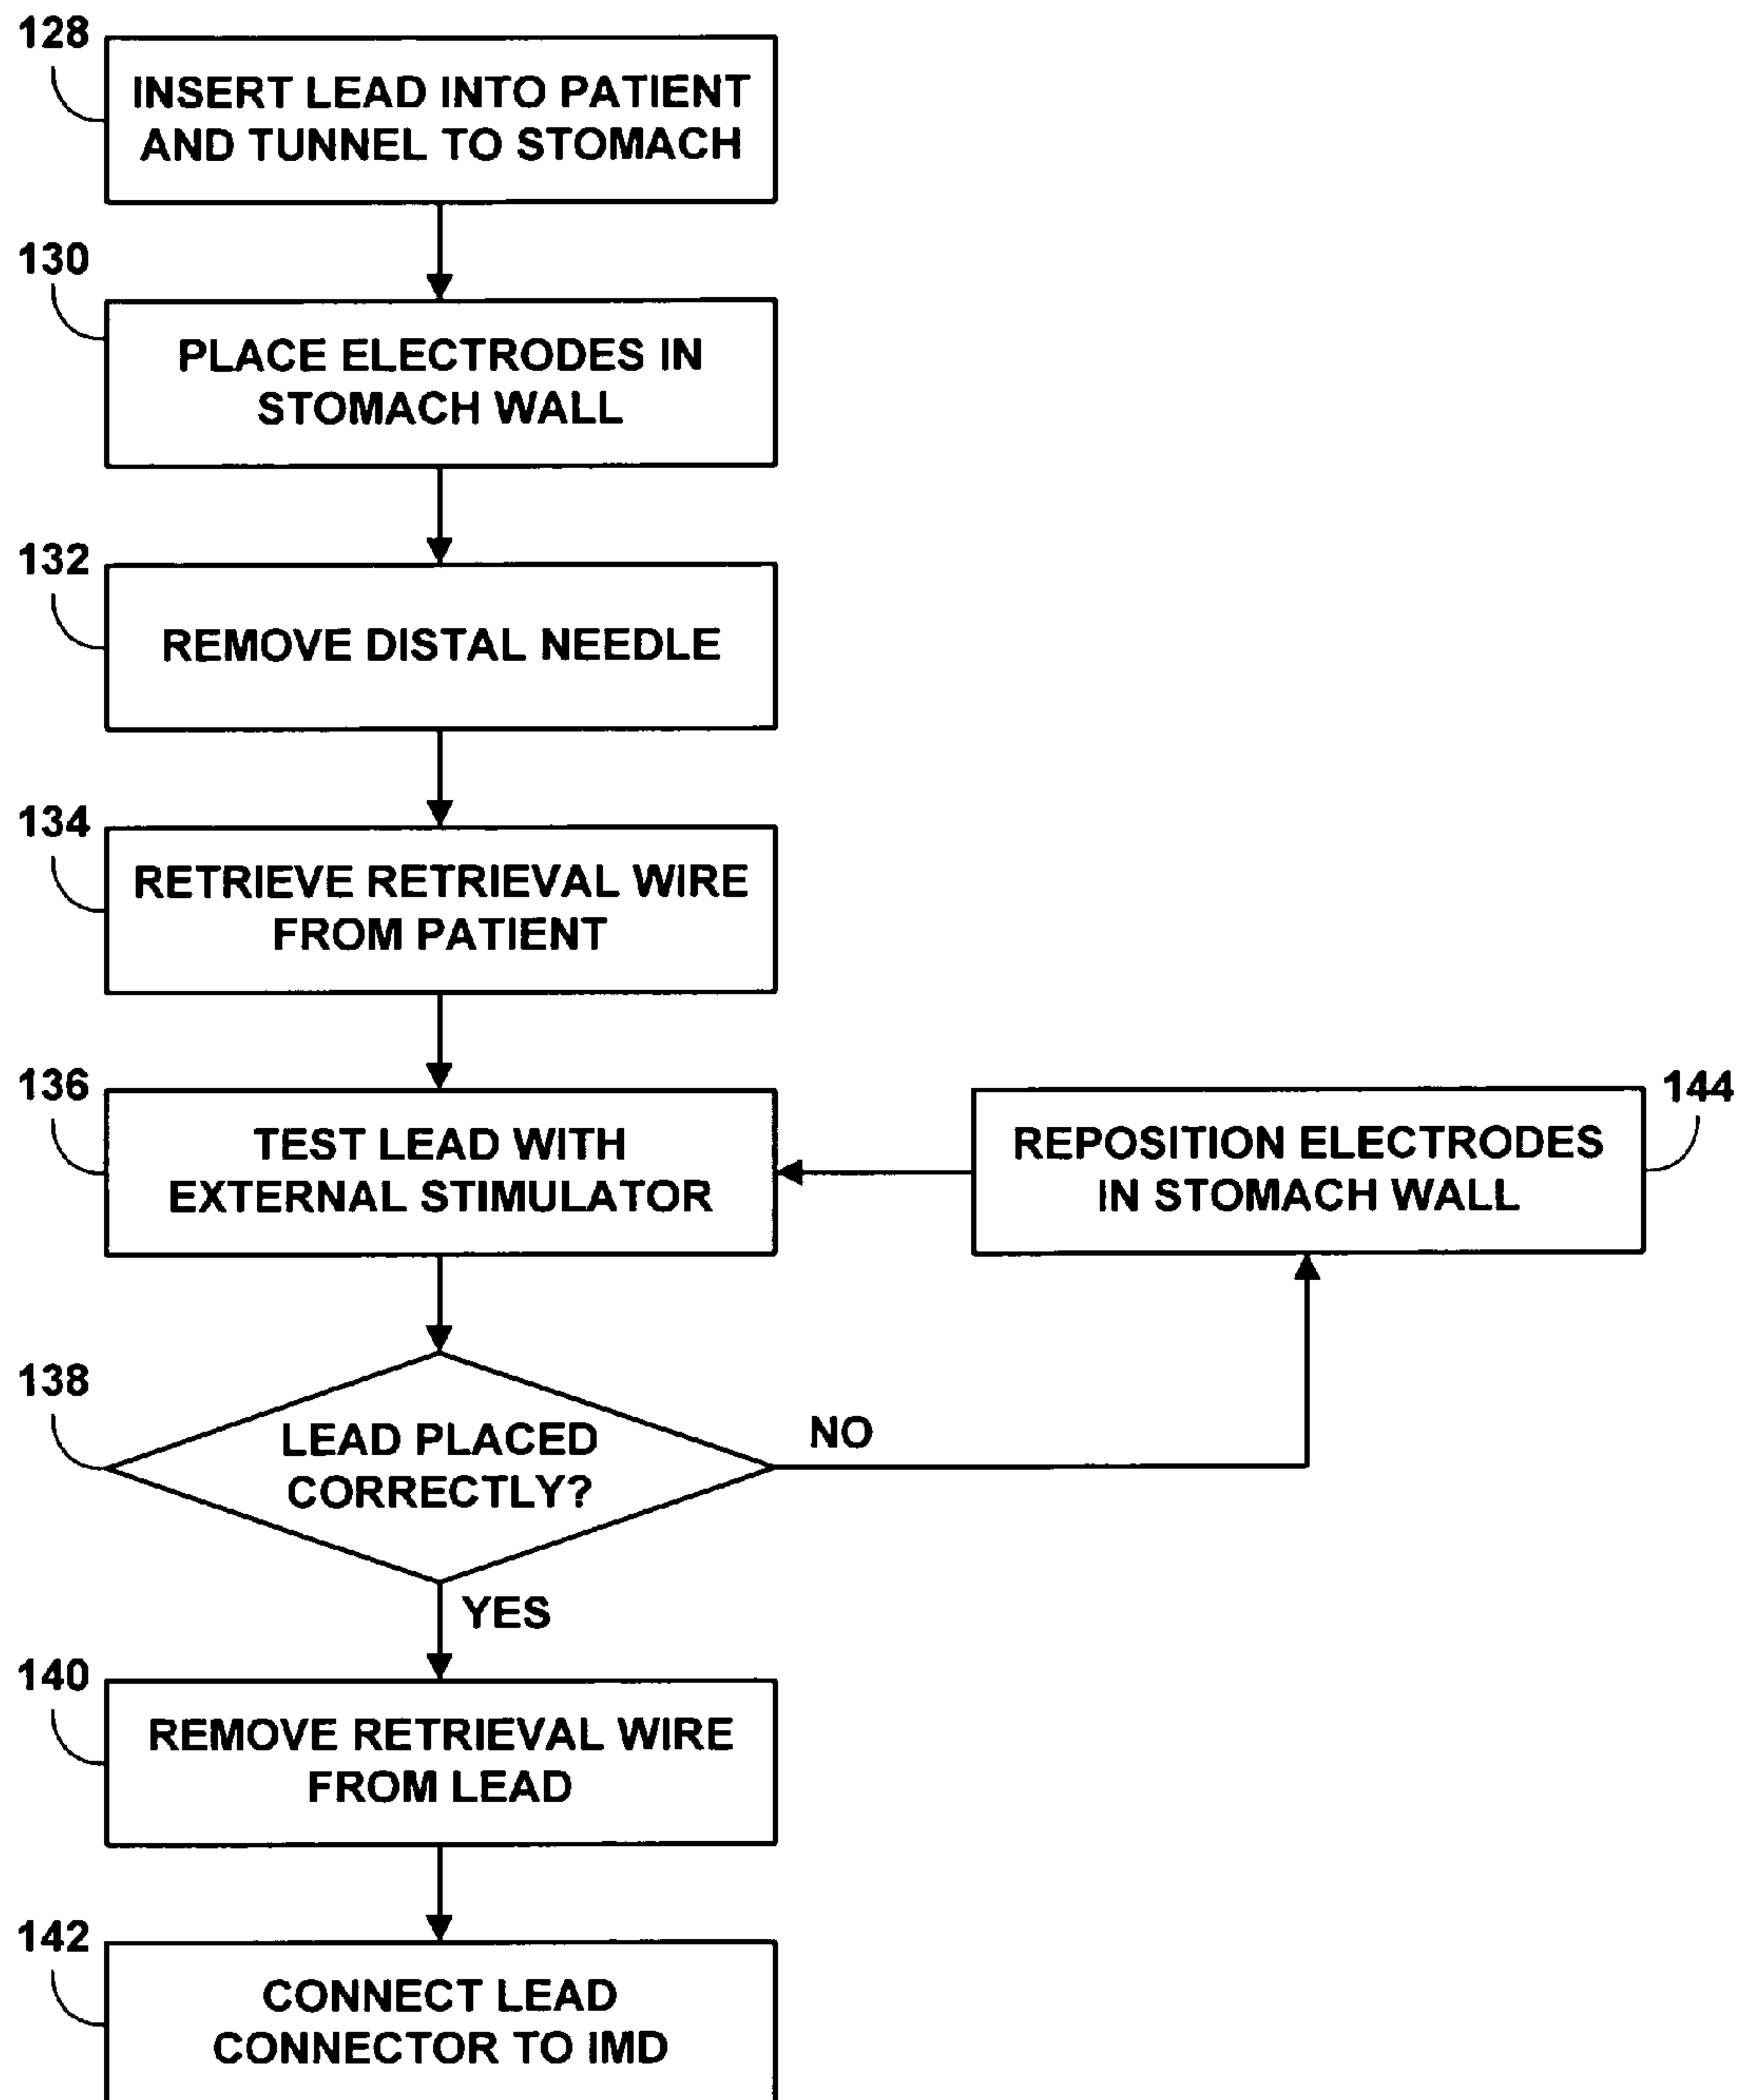 128
INSERT LEAD INTO PATIENT
AND TUNNEL TO STOMACH
130
PLACE ELECTRODES IN
STOMACH WALL
132
REMOVE DISTAL NEEDLE
134
RETRIEVE RETRIEVAL WIRE
FROM PATIENT
136
TEST LEAD WITH
EXTERNAL STIMULATOR
144
REPOSITION ELECTRODES
IN STOMACH WALL
138
LEAD PLACED
CORRECTLY?
NO
YES
140
REMOVE RETRIEVAL WIRE
FROM LEAD
142
CONNECT LEAD
CONNECTOR TO IMD